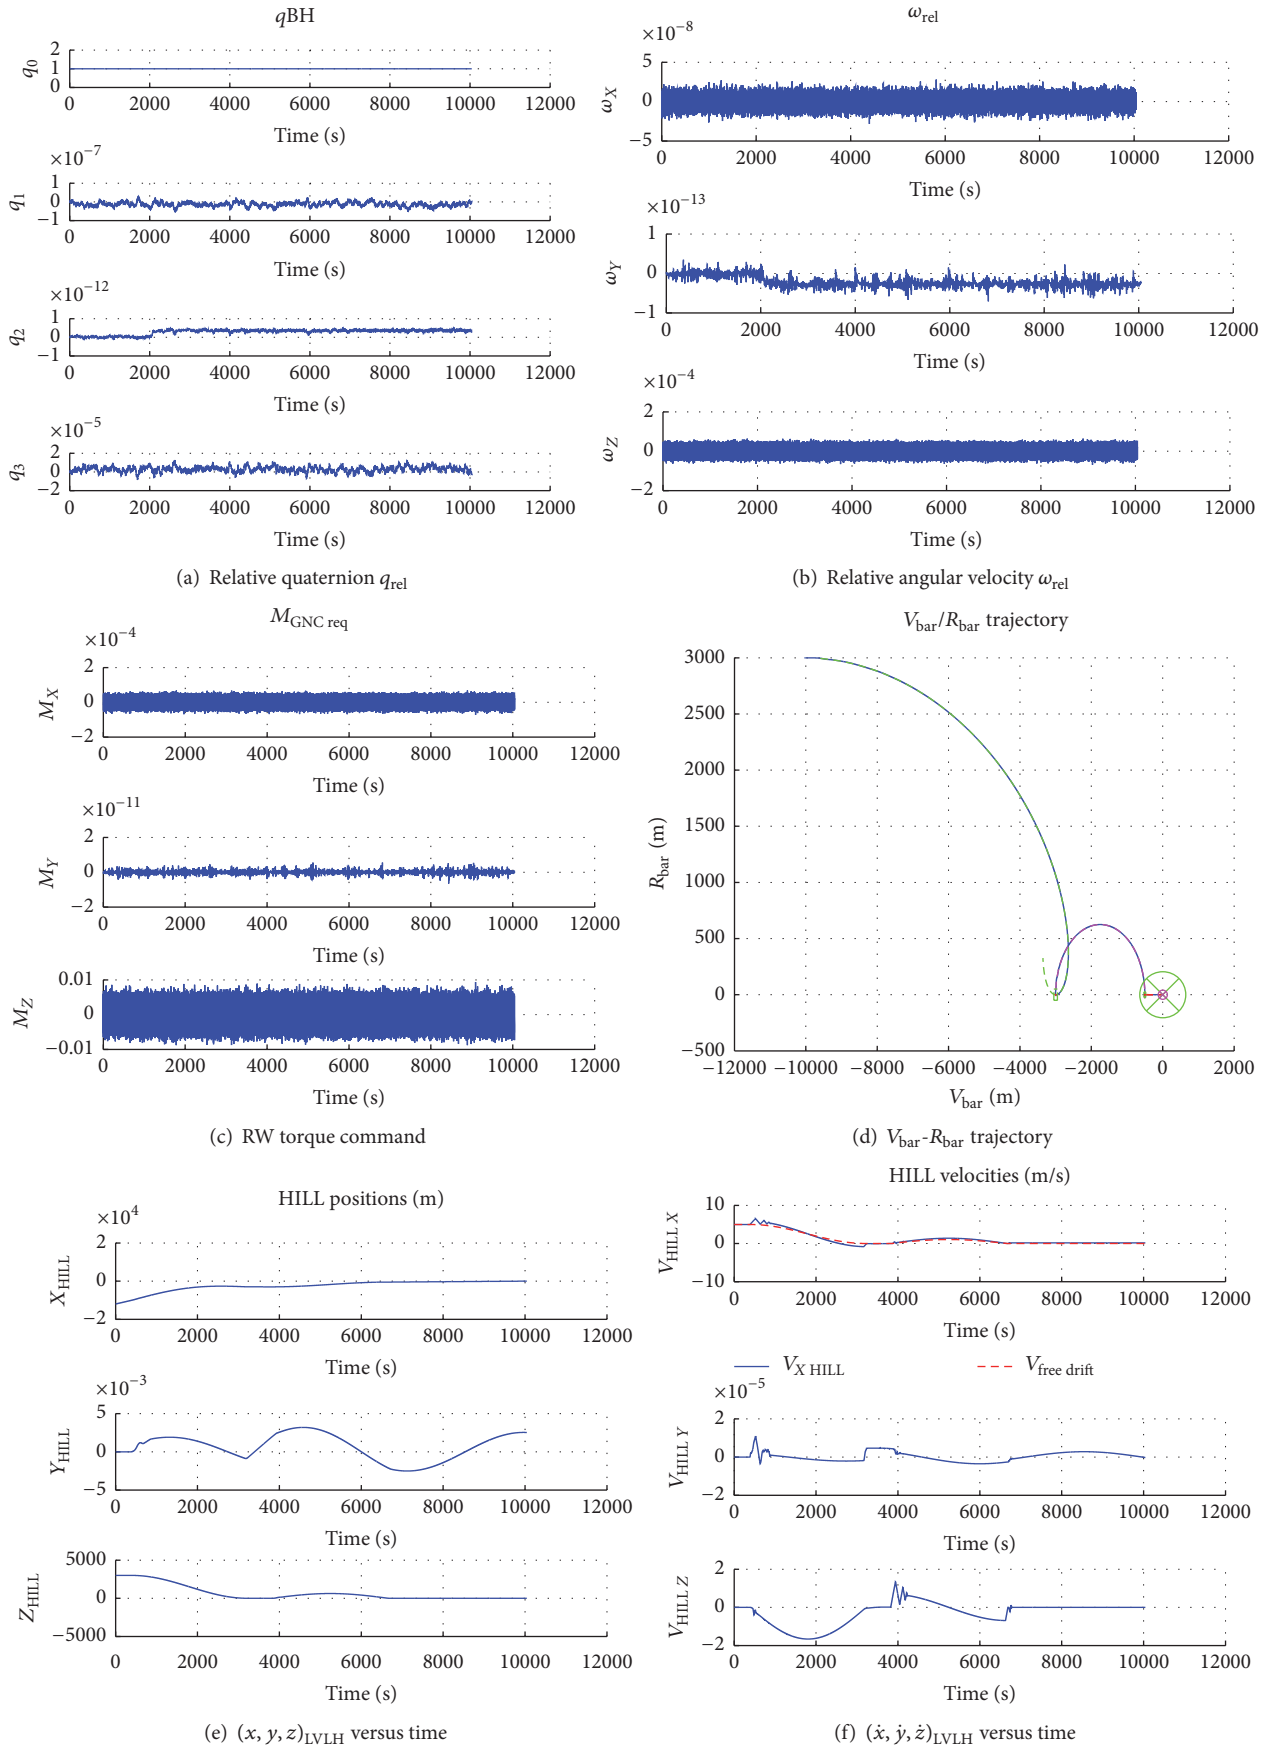 qBH
q0
2
1
0
0 2000 4000 6000 8000 10000 12000
Time (s)
×10−7
q1
1
0
−1
0 2000 4000 6000 8000 10000 12000
Time (s)
×10−12
q2
1
0
−1
0 2000 4000 6000 8000 10000 12000
Time (s)
×10−5
q3
2
0
−2
0 2000 4000 6000 8000 10000 12000
Time (s)
(a) Relative quaternion qrel
ωrel
×10−8
ωX
5
0
−5
0 2000 4000 6000 8000 10000 12000
Time (s)
×10−13
ωY
1
0
−1
0 2000 4000 6000 8000 10000 12000
Time (s)
×10−4
ωZ
2
0
−2
0 2000 4000 6000 8000 10000 12000
Time (s)
(b) Relative angular velocity ωrel
MGNC req
×10−4
MX
2
0
−2
0 2000 4000 6000 8000 10000 12000
Time (s)
×10−11
MY
2
0
−2
0 2000 4000 6000 8000 10000 12000
Time (s)
MZ
0.01
0
−0.01
0 2000 4000 6000 8000 10000 12000
Time (s)
(c) RW torque command
Vbar/Rbar trajectory
Rbar (m)
3000
2500
2000
1500
1000
500
0
−500
−12000 −10000 −8000 −6000 −4000 −2000 0 2000
Vbar (m)
(d) Vbar-Rbar trajectory
HILL positions (m)
×104
XHILL
2
0
−2
0 2000 4000 6000 8000 10000 12000
Time (s)
×10−3
YHILL
5
0
−5
0 2000 4000 6000 8000 10000 12000
Time (s)
ZHILL
5000
0
−5000
0 2000 4000 6000 8000 10000 12000
Time (s)
(e) (x, y, z)LVLH versus time
HILL velocities (m/s)
VHILL X
10
0
−10
0 2000 4000 6000 8000 10000 12000
Time (s)
VX HILL Vfree drift
×10−5
VHILL Y
2
0
−2
0 2000 4000 6000 8000 10000 12000
Time (s)
VHILL Z
2
0
−2
0 2000 4000 6000 8000 10000 12000
Time (s)
(f) (ẋ, ẏ, ż)LVLH versus time